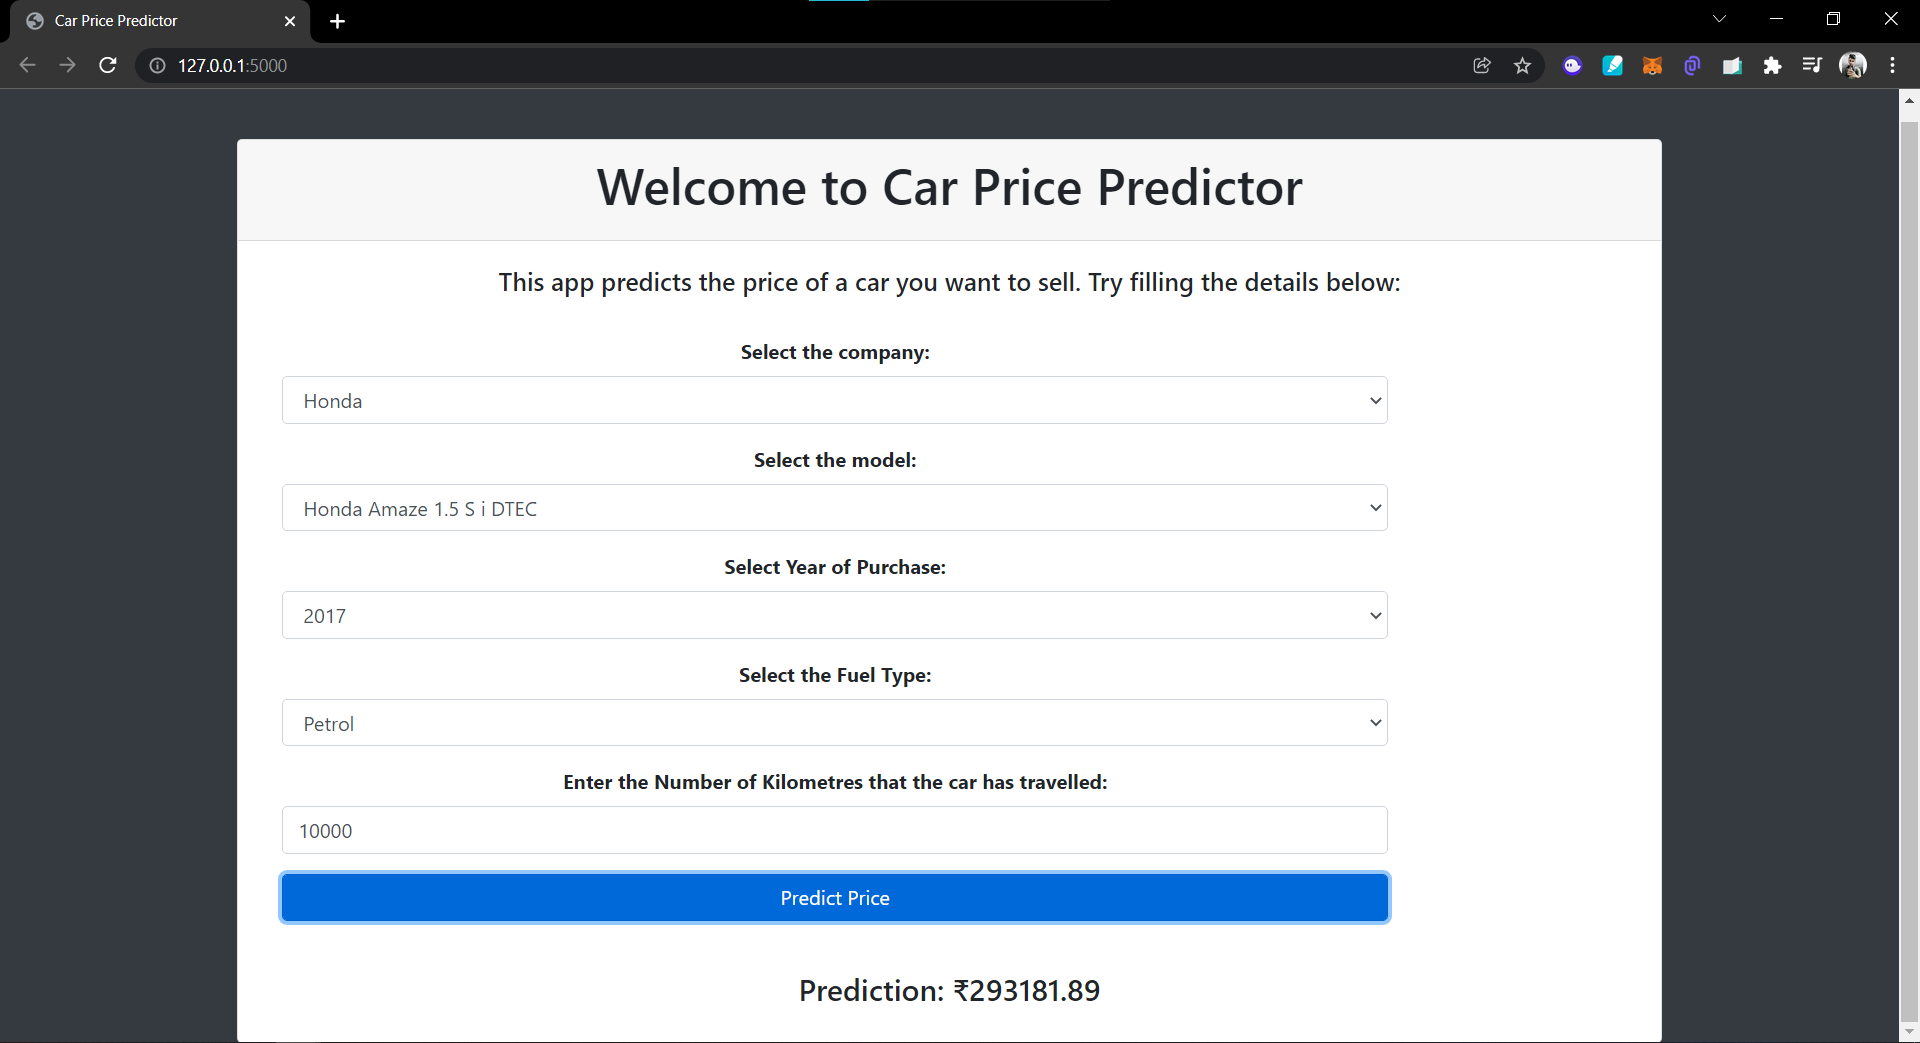 Car Price Predictor
127.0.0.1:5000
Welcome to Car Price Predictor
This app predicts the price of a car you want to sell. Try filling the details below:
Select the company:
Honda
Select the model:
Honda Amaze 1.5 S i DTEC
Select Year of Purchase:
2017
Select the Fuel Type:
Petrol
Enter the Number of Kilometres that the car has travelled:
10000
Predict Price
Prediction: ₹293181.89